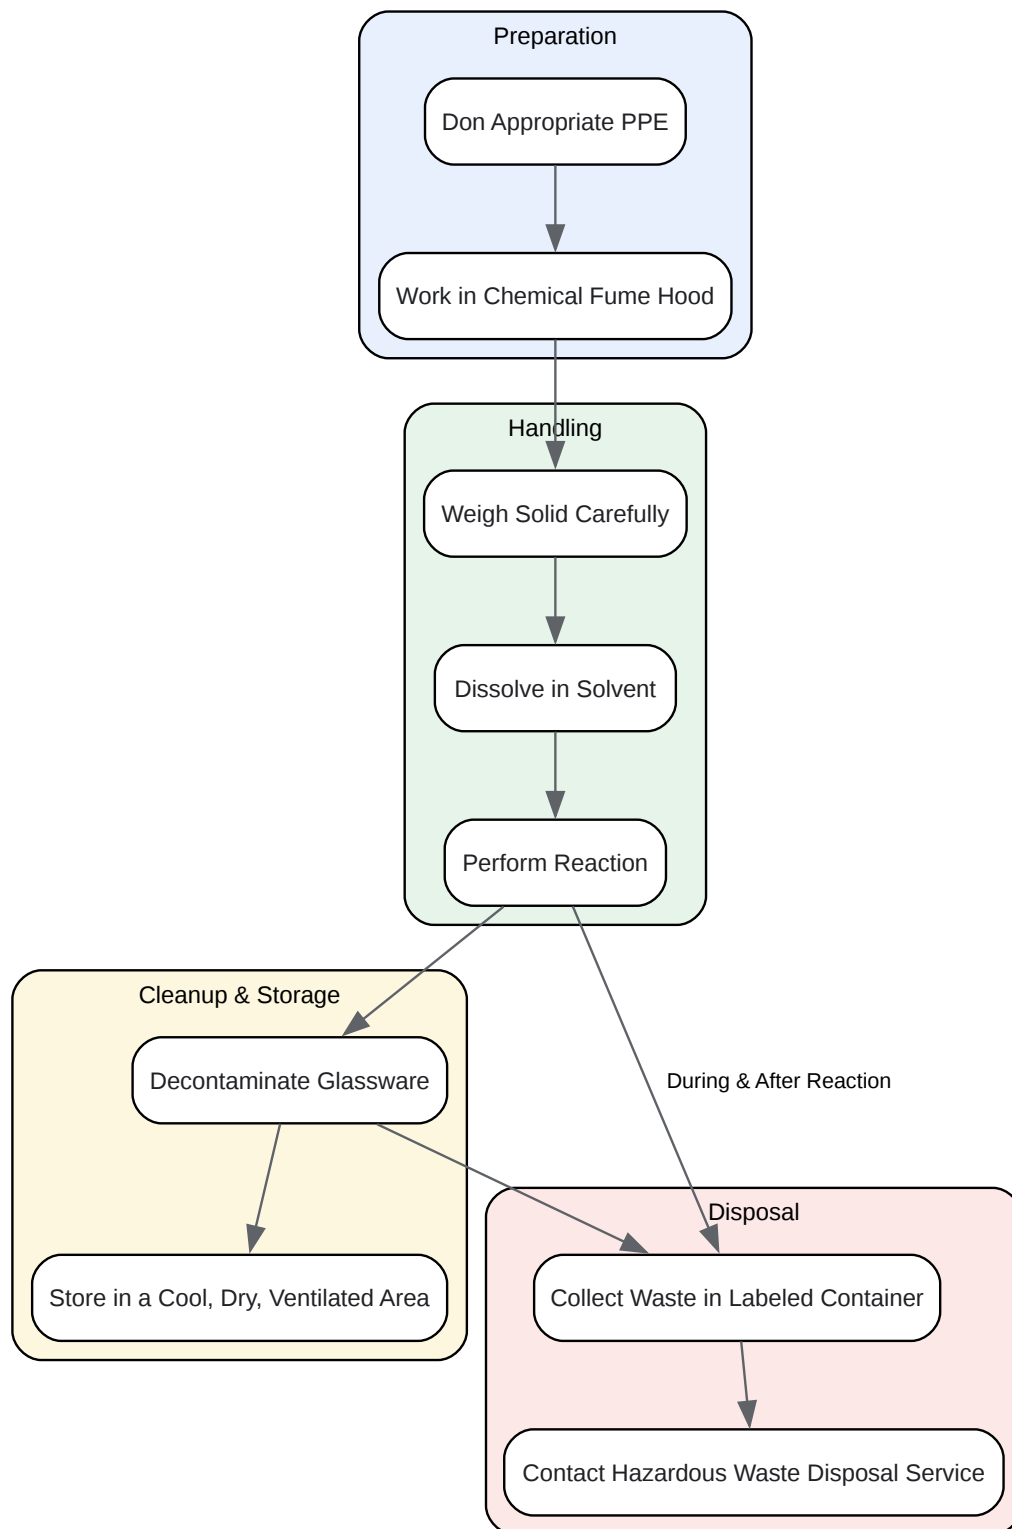 Preparation
Don Appropriate PPE
Work in Chemical Fume Hood
Handling
Weigh Solid Carefully
Dissolve in Solvent
Perform Reaction
Cleanup & Storage
Decontaminate Glassware
During & After Reaction
Disposal
Store in a Cool, Dry, Ventilated Area
Collect Waste in Labeled Container
Contact Hazardous Waste Disposal Service